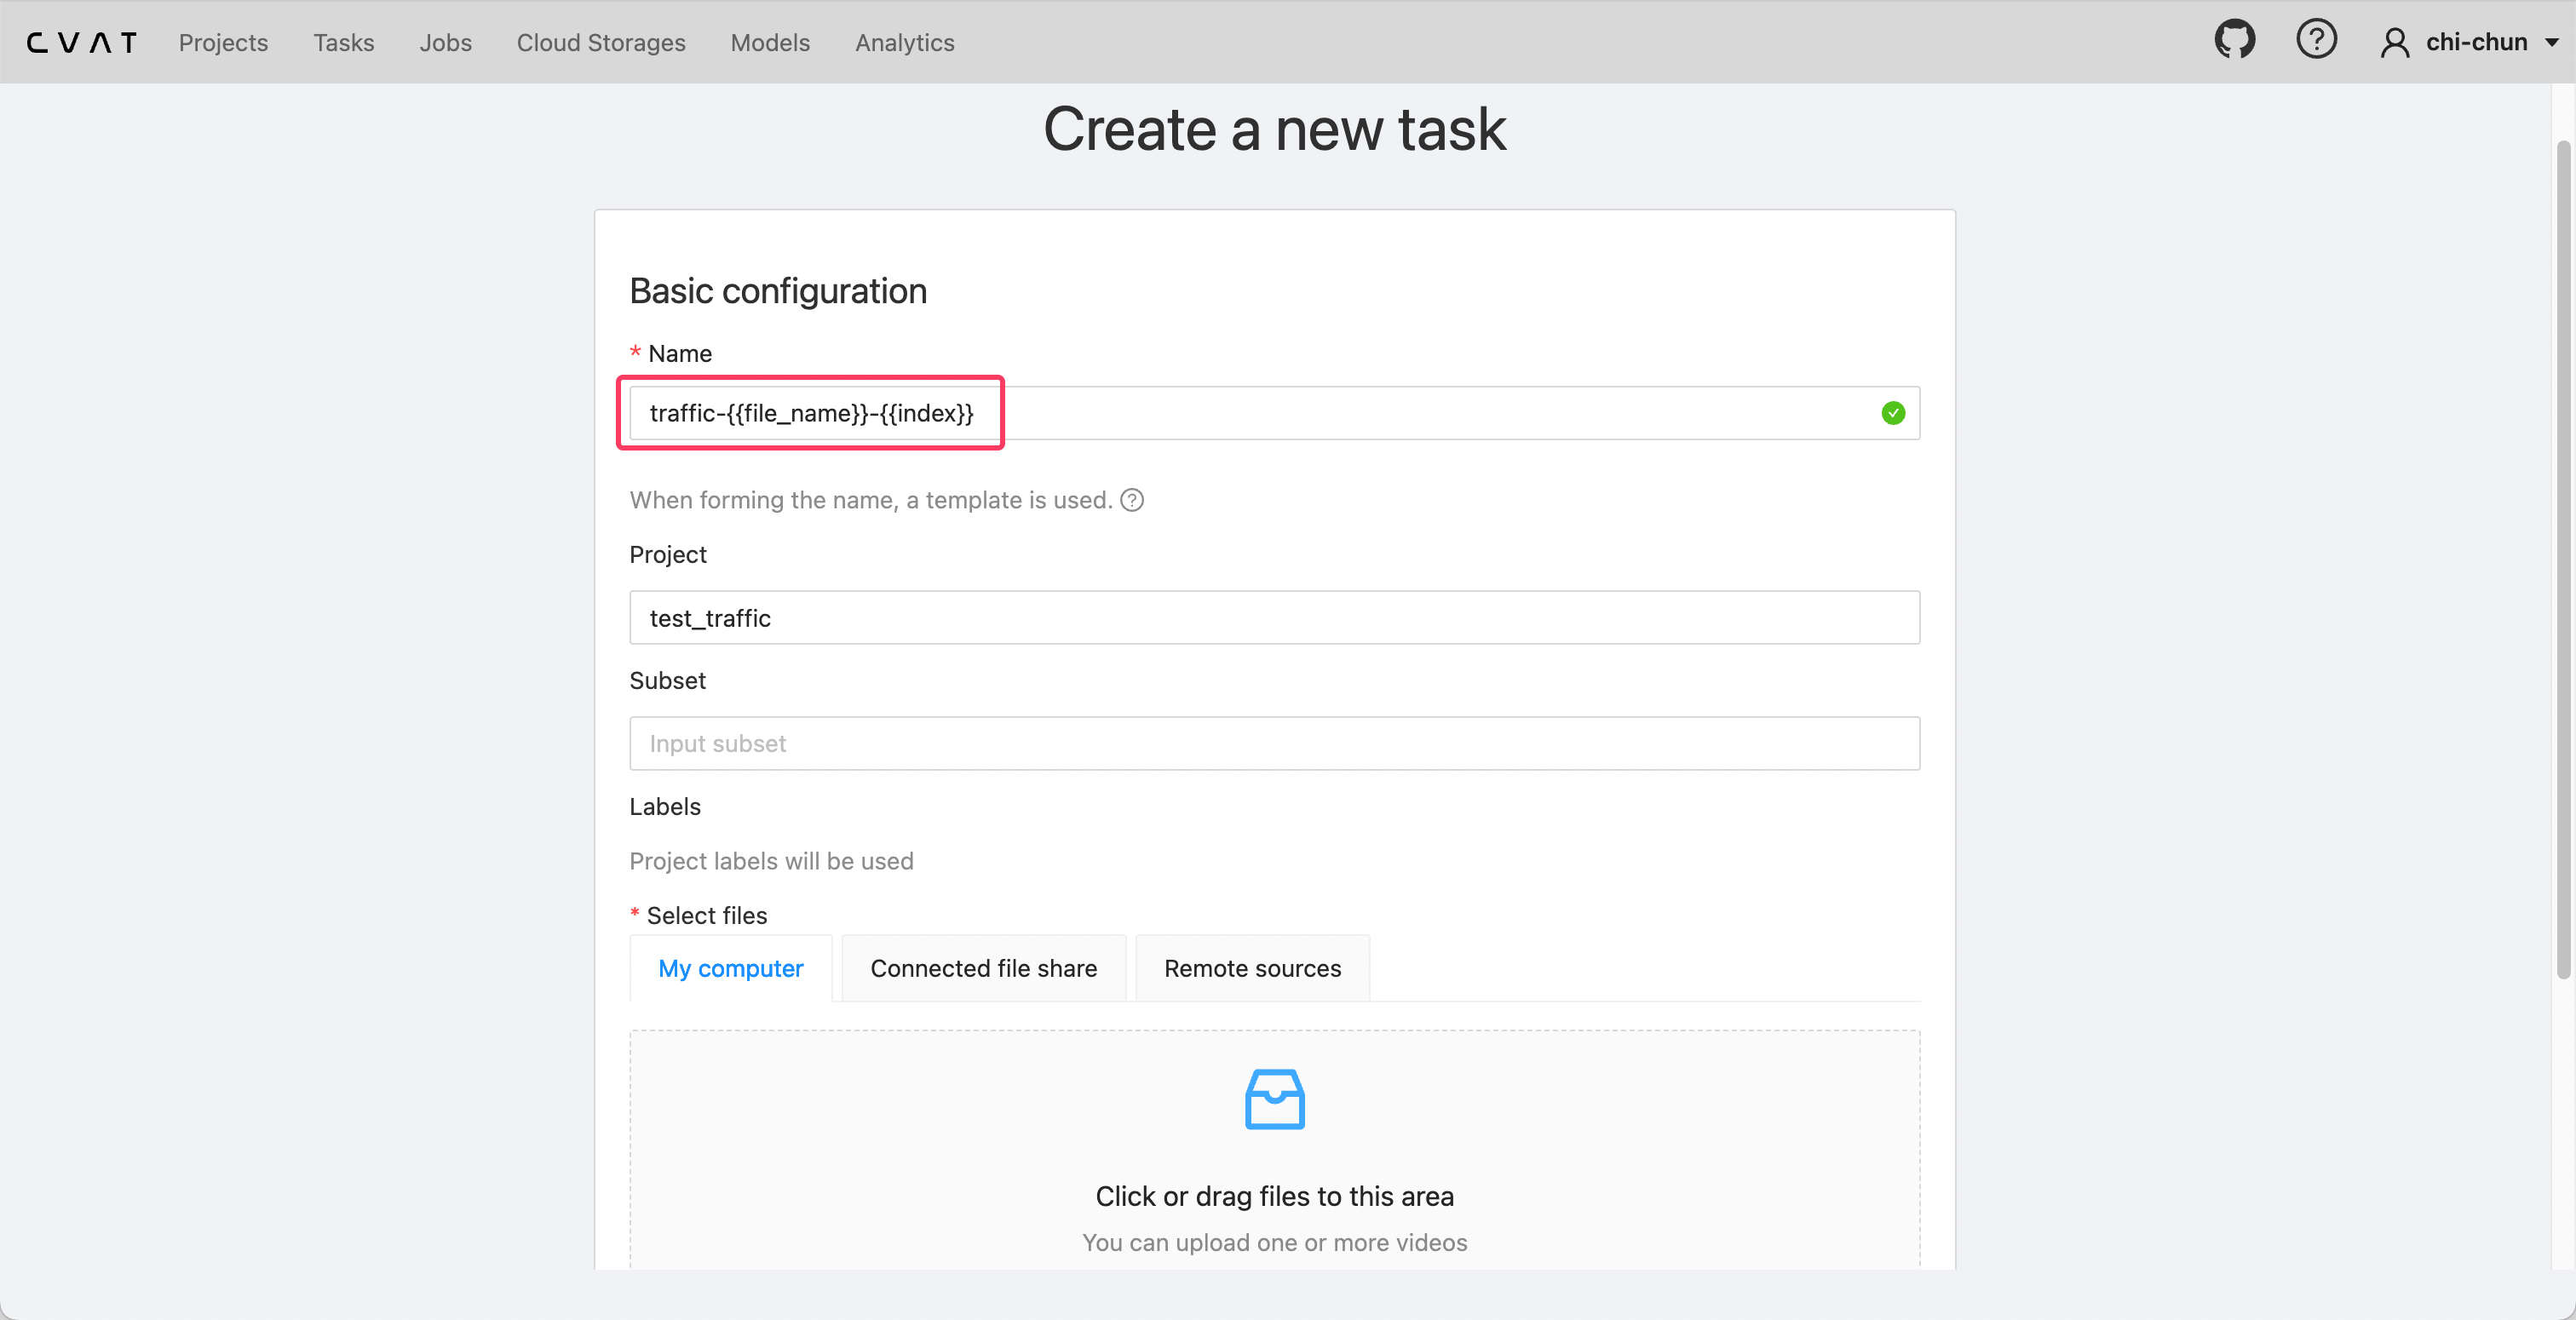 CVAT Projects Tasks Jobs Cloud Storages Models Analytics chi-chun
Create a new task
Basic configuration
* Name
traffic-{{file_name}}-{{index}}
When forming the name, a template is used. ?
Project
test_traffic
Subset
Input subset
Labels
Project labels will be used
* Select files
My computer Connected file share Remote sources
Click or drag files to this area
You can upload one or more videos